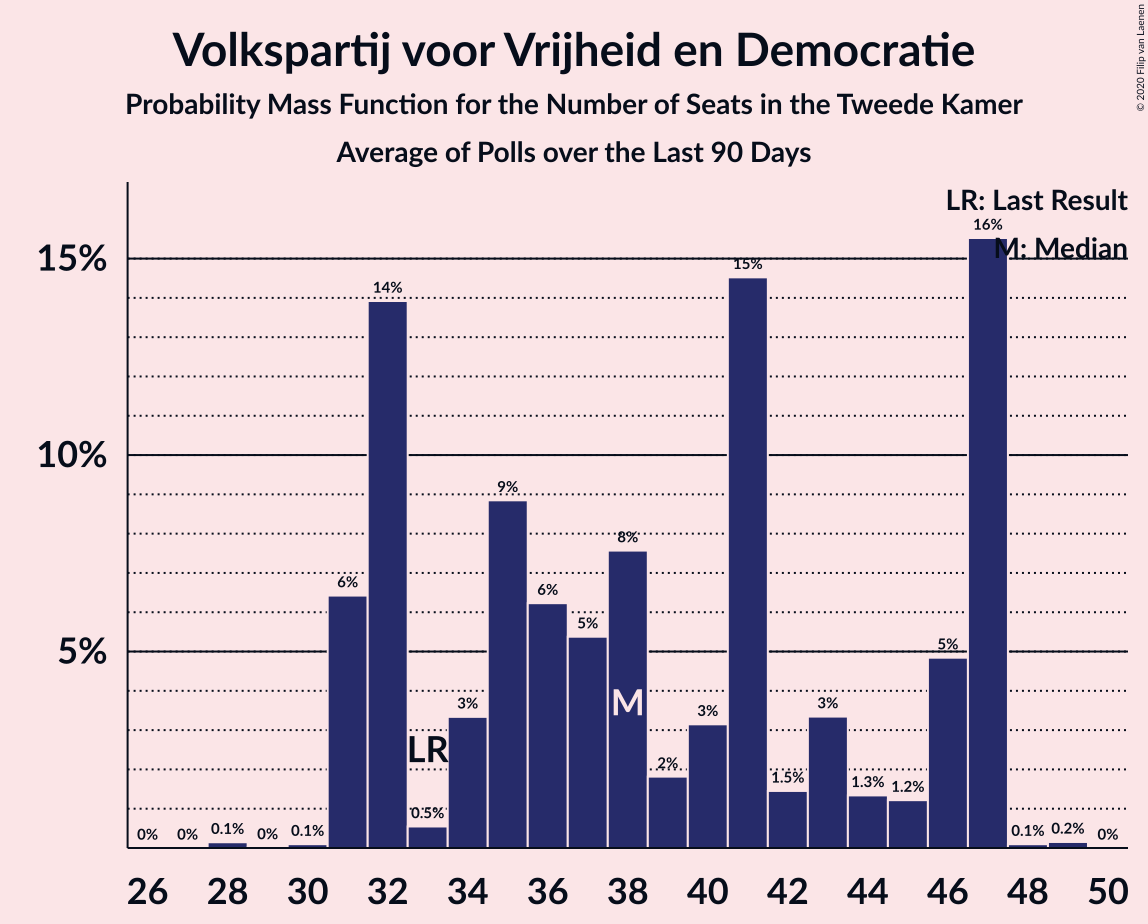 Volkspartij voor Vrijheid en Democratie
Probability Mass Function for the Number of Seats in the Tweede Kamer
Average of Polls over the Last 90 Days
© 2020 Filip van Laenen
LR: Last Result
M: Median
15%
10%
5%
0% 0% 0.1% 0% 0.1% 6% 14% 0.5% 3% 9% 6% 5% 8% 2% 3% 15% 1.5% 3% 1.3% 1.2% 5% 16% 0.1% 0.2% 0%
LR
M
26 28 30 32 34 36 38 40 42 44 46 48 50